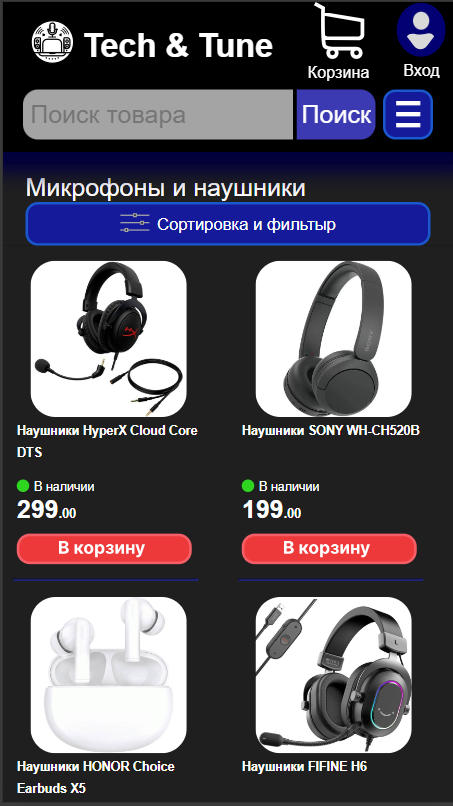 Tech & Tune
Корзина
Вход
Поиск товара
Поиск
Микрофоны и наушники
Сортировка и фильтыр
Наушники HyperX Cloud Core
DTS
В наличии
299.00
В корзину
Наушники SONY WH-CH520B
В наличии
199.00
В корзину
Наушники HONOR Choice
Earbuds X5
Наушники FIFINE H6